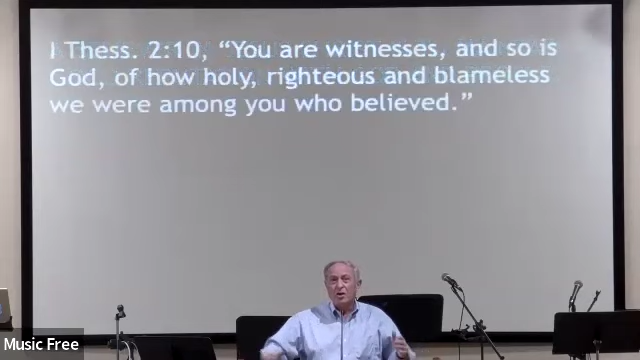 I Thess. 2:10, “You are witnesses, and so is
God, of how holy, righteous and blameless
we were among you who believed.”
Music Free